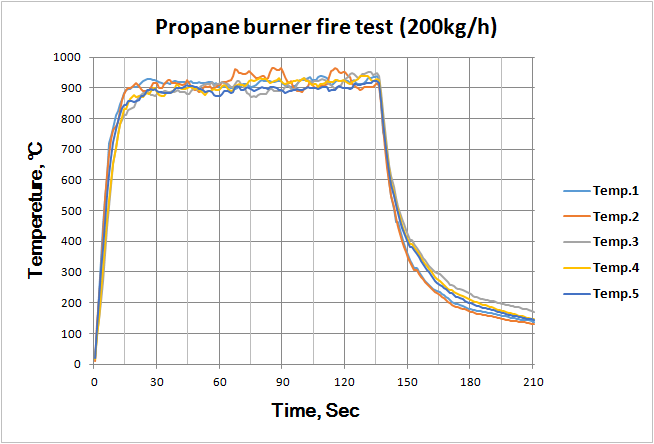 Propane burner fire test (200kg/h)
Tempereture, ℃
1000
900
800
700
600
500
400
300
200
100
0
0 30 60 90 120 150 180 210
Time, Sec
Temp.1
Temp.2
Temp.3
Temp.4
Temp.5